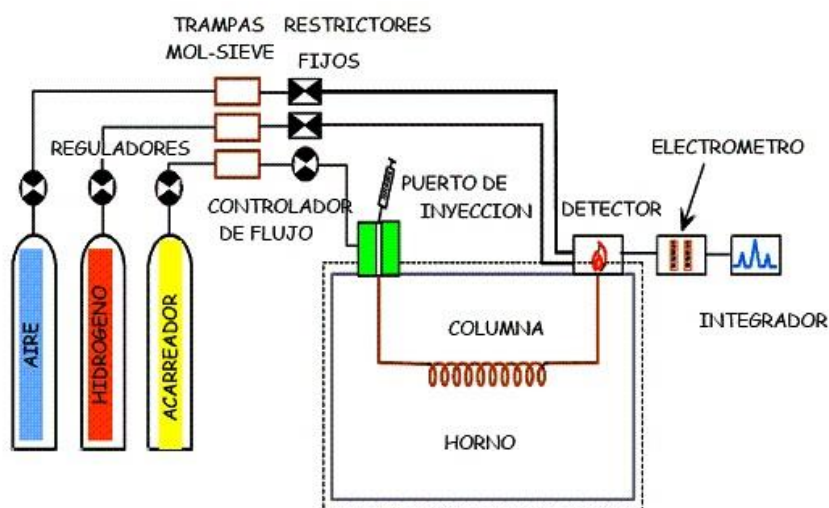 TRAMPAS
MOL-SIEVE
RESTRICTORES
FIJOS
REGULADORES
CONTROLADOR
DE FLUJO
PUERTO DE
INYECCION
DETECTOR
ELECTROMETRO
INTEGRADOR
COLUMNA
HORNO
AIRE
HIDROGENO
ACARREADOR